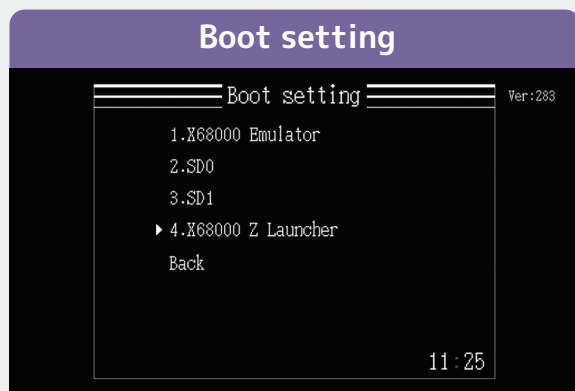 Boot setting
Boot setting
Ver:283
1.X68000 Emulator
2.SD0
3.SD1
4.X68000 Z Launcher
Back
11:25